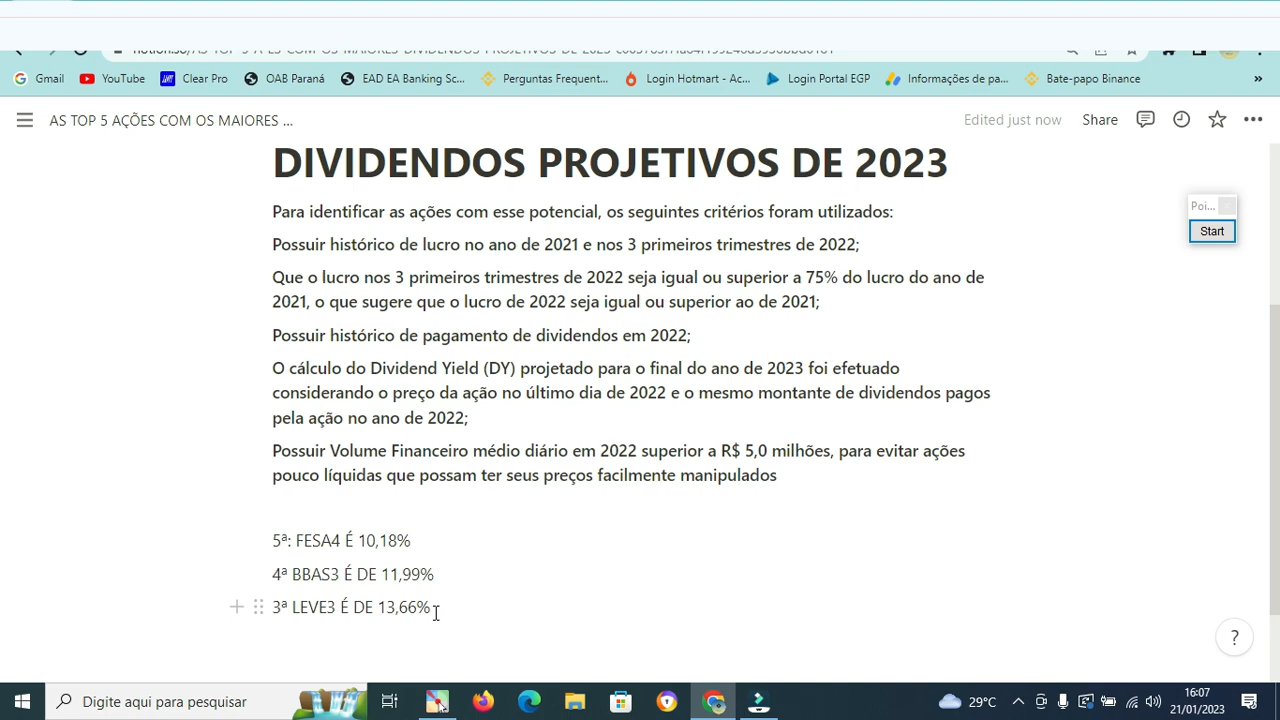 Gmail YouTube Clear Pro OAB Paraná EAD EA Banking Sc... Perguntas Frequent... Login Hotmart - Ac... Login Portal EGP Informações de pa... Bate-papo Binance »
AS TOP 5 AÇÕES COM OS MAIORES ... Edited just now Share
DIVIDENDOS PROJETIVOS DE 2023
Poi...
Start
Para identificar as ações com esse potencial, os seguintes critérios foram utilizados:
Possuir histórico de lucro no ano de 2021 e nos 3 primeiros trimestres de 2022;
Que o lucro nos 3 primeiros trimestres de 2022 seja igual ou superior a 75% do lucro do ano de
2021, o que sugere que o lucro de 2022 seja igual ou superior ao de 2021;
Possuir histórico de pagamento de dividendos em 2022;
O cálculo do Dividend Yield (DY) projetado para o final do ano de 2023 foi efetuado
considerando o preço da ação no último dia de 2022 e o mesmo montante de dividendos pagos
pela ação no ano de 2022;
Possuir Volume Financeiro médio diário em 2022 superior a R$ 5,0 milhões, para evitar ações
pouco líquidas que possam ter seus preços facilmente manipulados
5ª: FESA4 É 10,18%
4ª BBAS3 É DE 11,99%
3ª LEVE3 É DE 13,66%
?
Digite aqui para pesquisar 29°C 16:07
21/01/2023